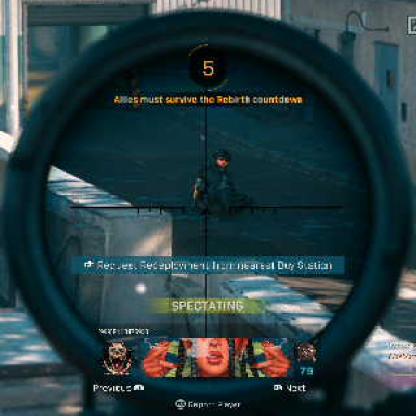 5
Allies must survive the Rebirth countdown
Request Redeployment from nearest Buy Station
SPECTATING
79
Previous
Next
Report Player